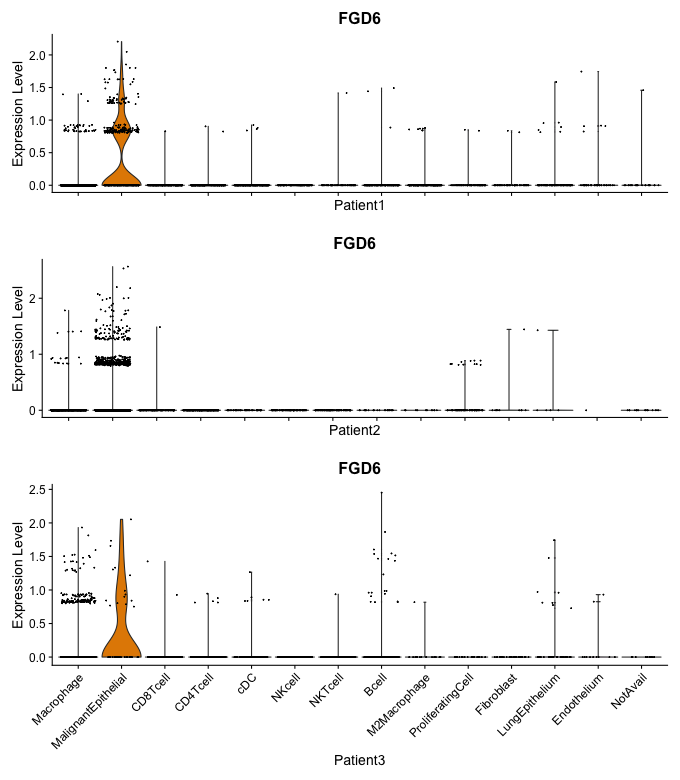 FGD6
Expression Level
2.0
1.5
1.0
0.5
0.0
Patient1
FGD6
Expression Level
2
1
0
Patient2
FGD6
Expression Level
2.5
2.0
1.5
1.0
0.5
0.0
Macrophage
MalignantEpithelial
CD8Tcell
CD4Tcell
cDC
NKcell
NKTcell
Bcell
M2Macrophage
ProliferatingCell
Fibroblast
LungEpithelium
Endothelium
NotAvail
Patient3